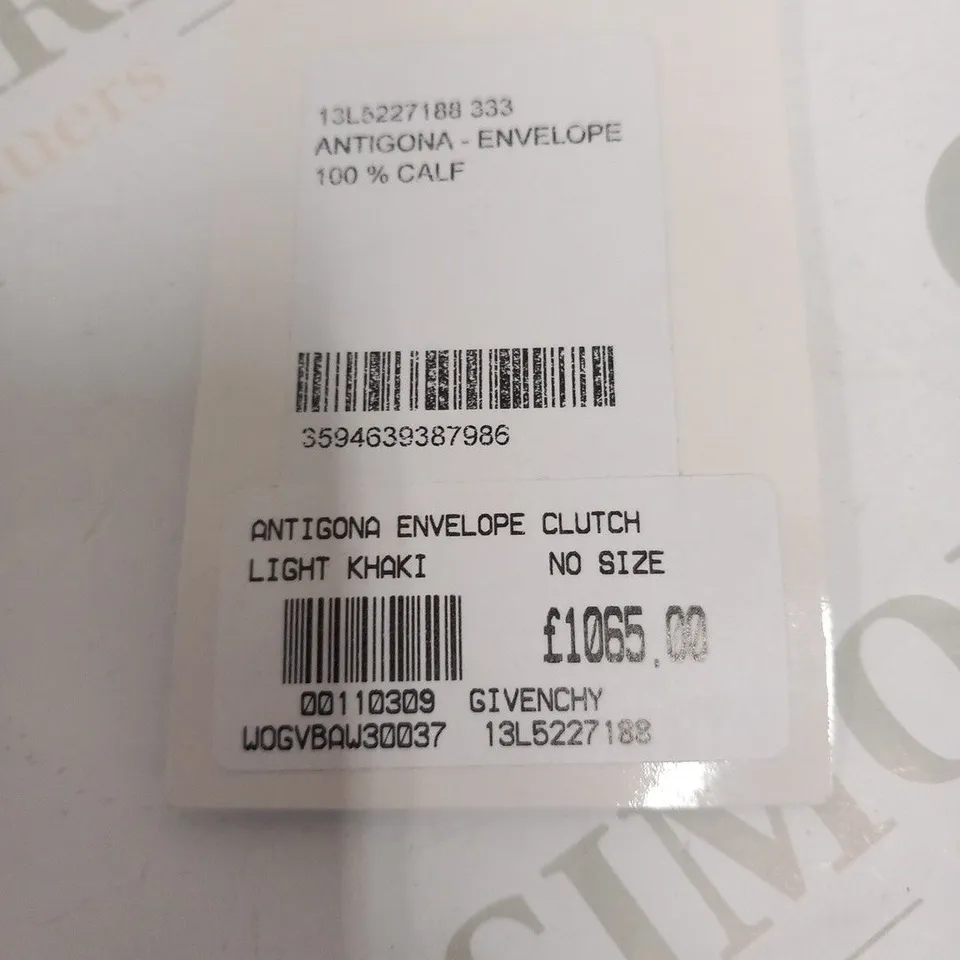 13L5227188 333
ANTIGONA - ENVELOPE
100 % CALF
3594639387986
ANTIGONA ENVELOPE CLUTCH
LIGHT KHAKI NO SIZE
£1065.00
00110309 GIVENCHY
WOGVBAW30037 13L5227188